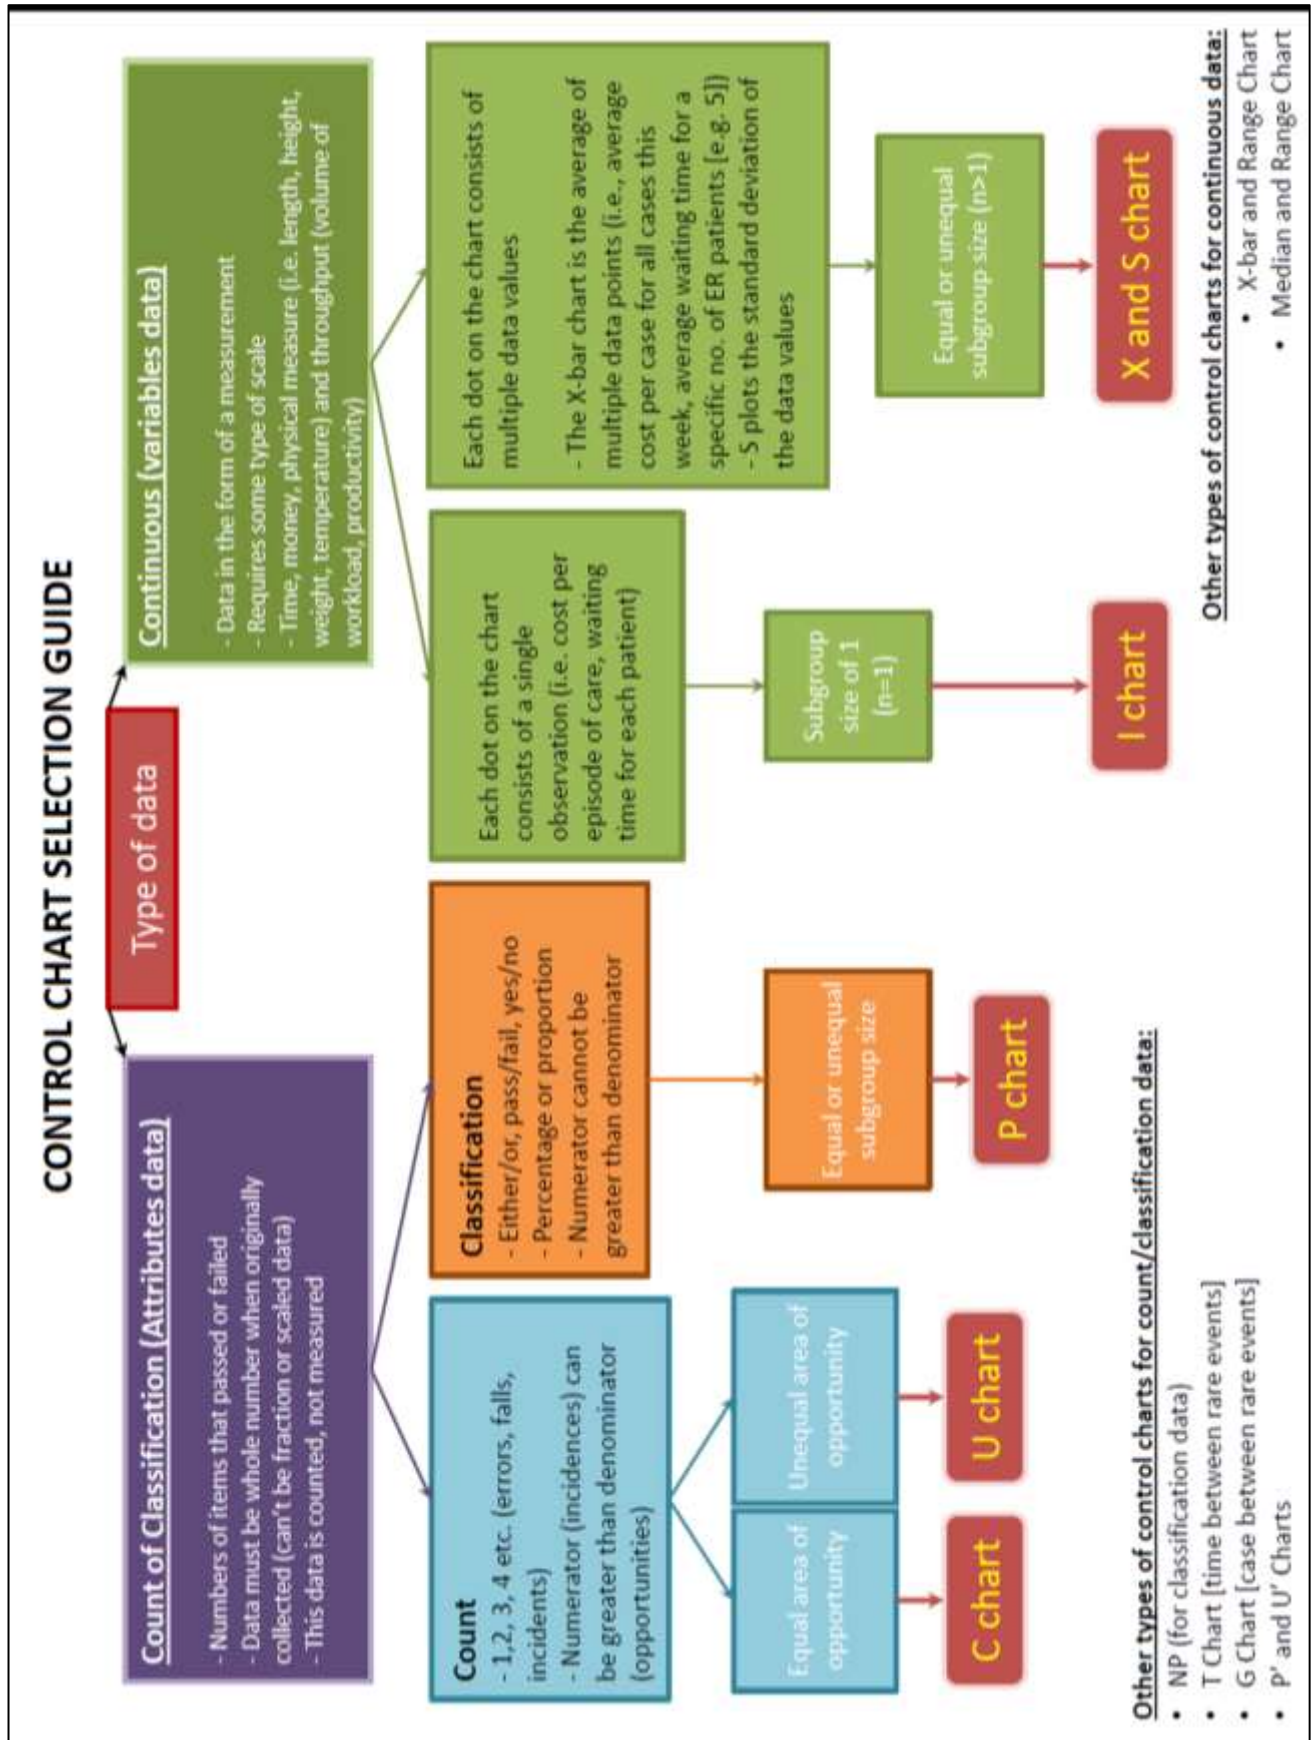 CONTROL CHART SELECTION GUIDE
Type of data
Count of Classification (Attributes data)
- Numbers of items that passed or failed
- Data must be whole number when originally
collected (can't be fraction or scaled data)
- This data is counted, not measured
Continuous (variables data)
- Data in the form of a measurement
- Requires some type of scale
- Time, money, physical measure (i.e. length, height,
weight, temperature) and throughput (volume of
workload, productivity)
Count
- 1,2, 3, 4 etc. (errors, falls,
incidents)
- Numerator (incidences) can
be greater than denominator
(opportunities)
Classification
- Either/or, pass/fail, yes/no
- Percentage or proportion
- Numerator cannot be
greater than denominator
Each dot on the chart
consists of a single
observation (i.e. cost per
episode of care, waiting
time for each patient)
Each dot on the chart consists of
multiple data values
- The X-bar chart is the average of
multiple data points (i.e., average
cost per case for all cases this
week, average waiting time for a
specific no. of ER patients [e.g. 5])
- S plots the standard deviation of
the data values
Equal area of
opportunity
Unequal area of
opportunity
Equal or unequal
subgroup size
Subgroup
size of 1
(n=1)
Equal or unequal
subgroup size (n>1)
C chart
U chart
P chart
I chart
X and S chart
Other types of control charts for count/classification data:
• NP (for classification data)
• T Chart [time between rare events]
• G Chart [case between rare events]
• P' and U' Charts
Other types of control charts for continuous data:
• X-bar and Range Chart
• Median and Range Chart